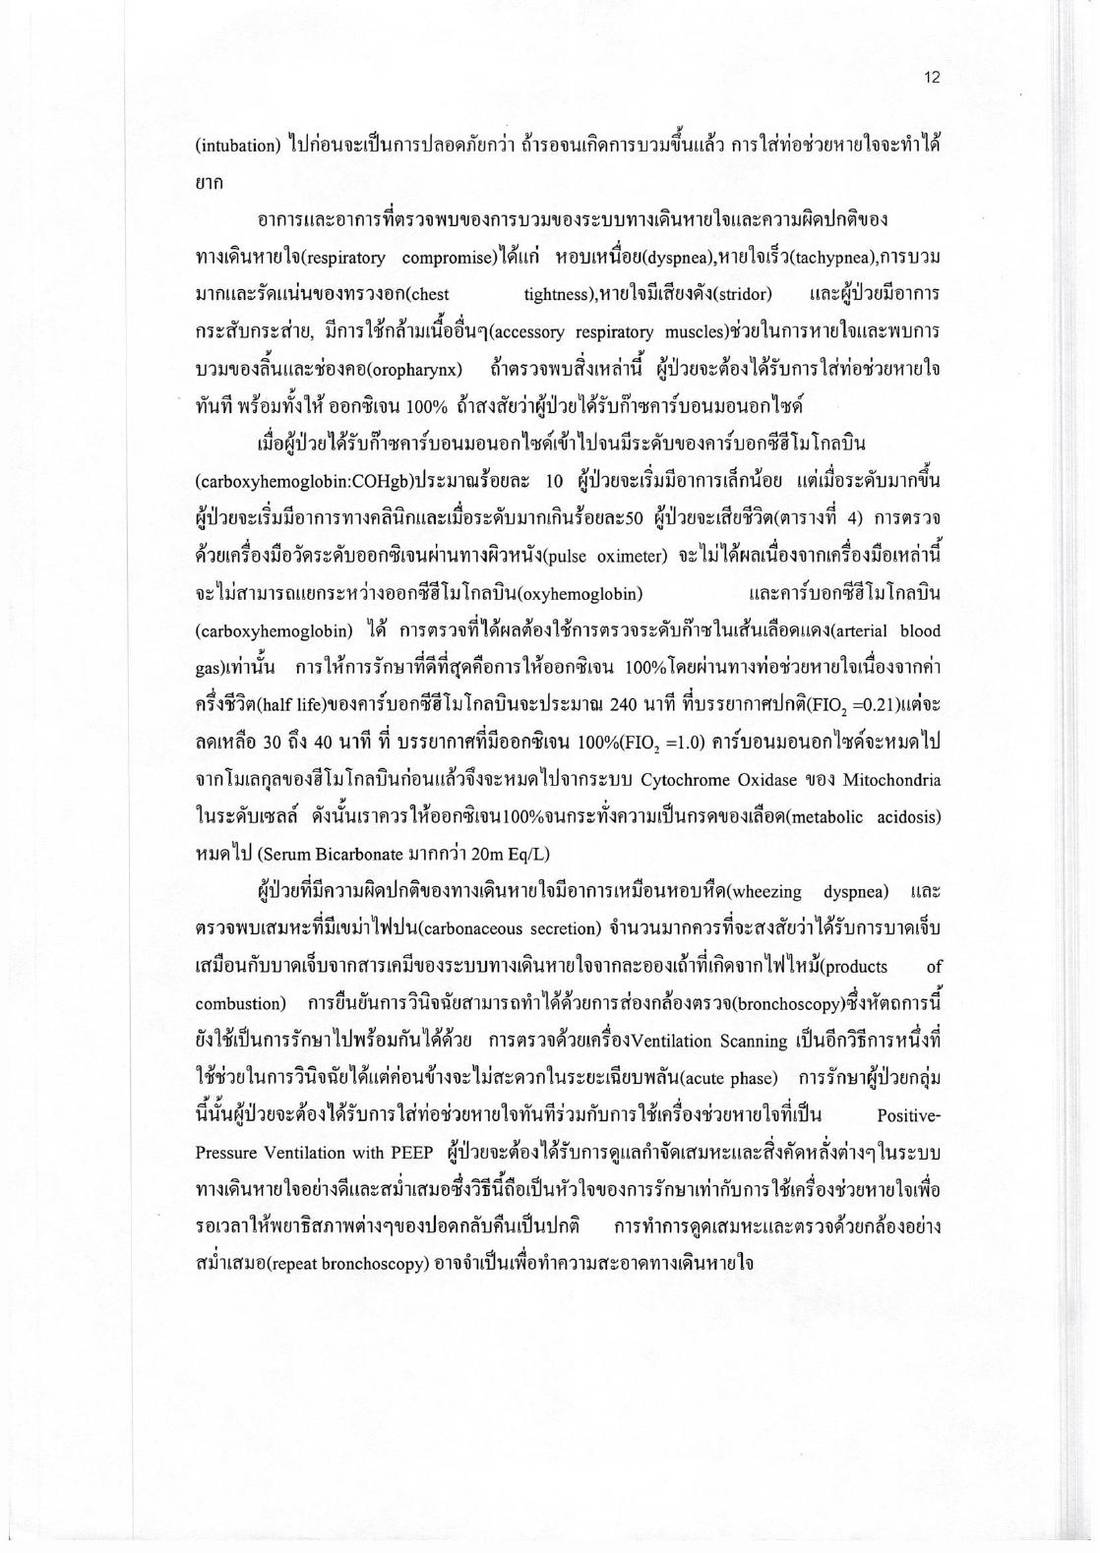 12
(intubation) ไปก่อนจะเป็นการปลอดภัยกว่า ถ้ารอจนเกิดการบวมขึ้นแล้ว การใส่ท่อช่วยหายใจจะทำได้
ยาก
อาการและอาการที่ตรวจพบของการบวมของระบบทางเดินหายใจและความผิดปกติของ
ทางเดินหายใจ(respiratory compromise)ได้แก่ หอบเหนื่อย(dyspnea),หายใจเร็ว(tachypnea),การบวม
มากและรัดแน่นของทรวงอก(chest tightness),หายใจมีเสียงดัง(stridor) และผู้ป่วยมีอาการ
กระสับกระส่าย, มีการใช้กล้ามเนื้ออื่นๆ(accessory respiratory muscles)ช่วยในการหายใจและพบการ
บวมของลิ้นและช่องคอ(oropharynx) ถ้าตรวจพบสิ่งเหล่านี้ ผู้ป่วยจะต้องได้รับการใส่ท่อช่วยหายใจ
ทันที พร้อมทั้งให้ ออกซิเจน 100% ถ้าสงสัยว่าผู้ป่วยได้รับก๊าซคาร์บอนมอนอกไซด์
เมื่อผู้ป่วยได้รับก๊าซคาร์บอนมอนอกไซด์เข้าไปจนมีระดับของคาร์บอกซีฮีโมโกลบิน
(carboxyhemoglobin:COHgb)ประมาณร้อยละ 10 ผู้ป่วยจะเริ่มมีอาการเล็กน้อย แต่เมื่อระดับมากขึ้น
ผู้ป่วยจะเริ่มมีอาการทางคลินิกและเมื่อระดับมากเกินร้อยละ50 ผู้ป่วยจะเสียชีวิต(ตารางที่ 4) การตรวจ
ด้วยเครื่องมือวัดระดับออกซิเจนผ่านทางผิวหนัง(pulse oximeter) จะไม่ได้ผลเนื่องจากเครื่องมือเหล่านี้
จะไม่สามารถแยกระหว่างออกซีฮีโมโกลบิน(oxyhemoglobin) และคาร์บอกซีฮีโมโกลบิน
(carboxyhemoglobin) ได้ การตรวจที่ได้ผลต้องใช้การตรวจระดับก๊าซในเส้นเลือดแดง(arterial blood
gas)เท่านั้น การให้การรักษาที่ดีที่สุดคือการให้ออกซิเจน 100%โดยผ่านทางท่อช่วยหายใจเนื่องจากค่า
ครึ่งชีวิต(half life)ของคาร์บอกซีฮีโมโกลบินจะประมาณ 240 นาที ที่บรรยากาศปกติ(FIO₂ =0.21)แต่จะ
ลดเหลือ 30 ถึง 40 นาที ที่ บรรยากาศที่มีออกซิเจน 100%(FIO₂ =1.0) คาร์บอนมอนอกไซด์จะหมดไป
จากโมเลกุลของฮีโมโกลบินก่อนแล้วจึงจะหมดไปจากระบบ Cytochrome Oxidase ของ Mitochondria
ในระดับเซลล์ ดังนั้นเราควรให้ออกซิเจน100%จนกระทั่งความเป็นกรดของเลือด(metabolic acidosis)
หมดไป (Serum Bicarbonate มากกว่า 20m Eq/L)
ผู้ป่วยที่มีความผิดปกติของทางเดินหายใจมีอาการเหมือนหอบหืด(wheezing dyspnea) และ
ตรวจพบเสมหะที่มีเขม่าไฟปน(carbonaceous secretion) จำนวนมากควรที่จะสงสัยว่าได้รับการบาดเจ็บ
เสมือนกับบาดเจ็บจากสารเคมีของระบบทางเดินหายใจจากละอองเถ้าที่เกิดจากไฟไหม้(products of
combustion) การยืนยันการวินิจฉัยสามารถทำได้ด้วยการส่องกล้องตรวจ(bronchoscopy)ซึ่งหัตถการนี้
ยังใช้เป็นการรักษาไปพร้อมกันได้ด้วย การตรวจด้วยเครื่องVentilation Scanning เป็นอีกวิธีการหนึ่งที่
ใช้ช่วยในการวินิจฉัยได้แต่ค่อนข้างจะไม่สะดวกในระยะเฉียบพลัน(acute phase) การรักษาผู้ป่วยกลุ่ม
นี้นั้นผู้ป่วยจะต้องได้รับการใส่ท่อช่วยหายใจทันทีร่วมกับการใช้เครื่องช่วยหายใจที่เป็น Positive-
Pressure Ventilation with PEEP ผู้ป่วยจะต้องได้รับการดูแลกำจัดเสมหะและสิ่งคัดหลั่งต่างๆในระบบ
ทางเดินหายใจอย่างดีและสม่ำเสมอซึ่งวิธีนี้ถือเป็นหัวใจของการรักษาเท่ากับการใช้เครื่องช่วยหายใจเพื่อ
รอเวลาให้พยาธิสภาพต่างๆของปอดกลับคืนเป็นปกติ การทำการดูดเสมหะและตรวจด้วยกล้องอย่าง
สม่ำเสมอ(repeat bronchoscopy) อาจจำเป็นเพื่อทำความสะอาดทางเดินหายใจ